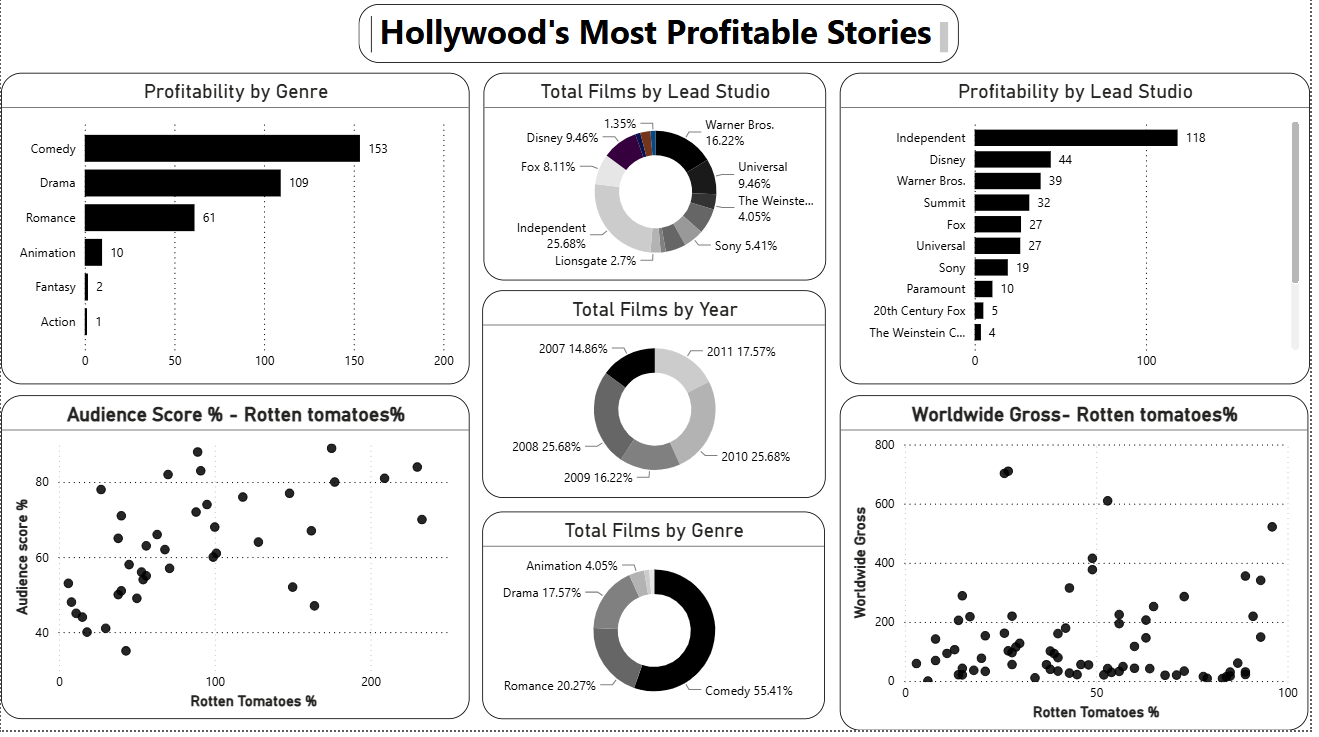 Hollywood's Most Profitable Stories
Profitability by Genre
Comedy 153
Drama 109
Romance 61
Animation 10
Fantasy 2
Action 1
0 50 100 150 200
Total Films by Lead Studio
1.35%
Warner Bros.
16.22%
Disney 9.46%
Universal
9.46%
Fox 8.11%
The Weinste...
4.05%
Independent
25.68%
Sony 5.41%
Lionsgate 2.7%
Profitability by Lead Studio
Independent 118
Disney 44
Warner Bros. 39
Summit 32
Fox 27
Universal 27
Sony 19
Paramount 10
20th Century Fox 5
The Weinstein C... 4
0 100
Total Films by Year
2007 14.86%
2011 17.57%
2008 25.68%
2010 25.68%
2009 16.22%
Audience Score % - Rotten tomatoes%
Audience score %
80
60
40
0 100 200
Rotten Tomatoes %
Total Films by Genre
Animation 4.05%
Drama 17.57%
Romance 20.27%
Comedy 55.41%
Worldwide Gross- Rotten tomatoes%
Worldwide Gross
800
600
400
200
0
0 50 100
Rotten Tomatoes %